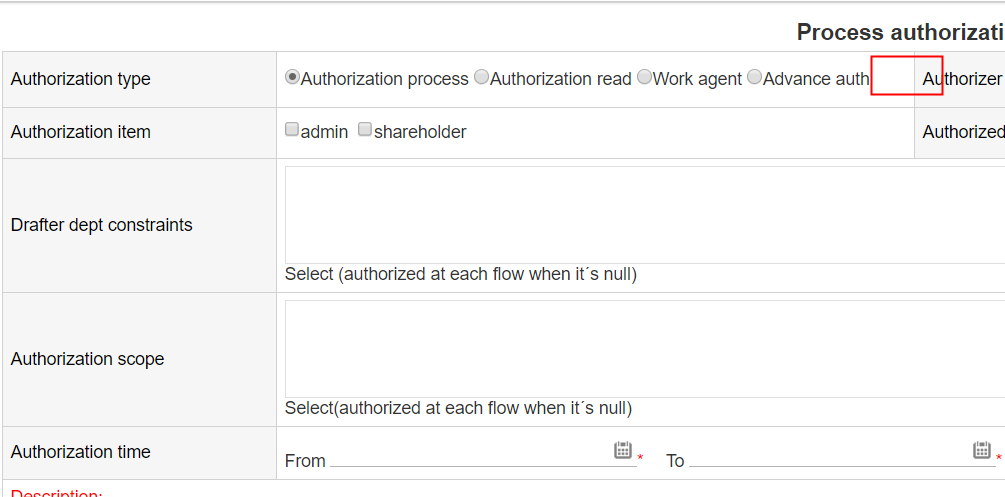 Process authorizati
Authorization type
Authorization process Authorization read Work agent Advance auth
Authorizer
Authorization item
admin shareholder
Authorized
Drafter dept constraints
Select (authorized at each flow when it´s null)
Authorization scope
Select(authorized at each flow when it´s null)
Authorization time
From * To *
Description: